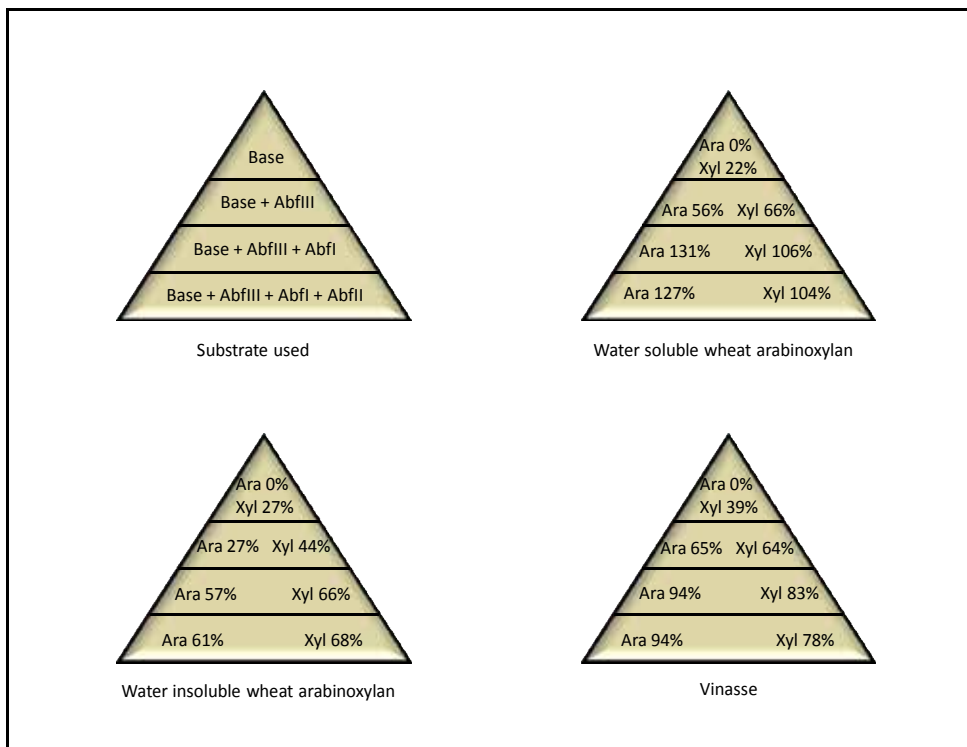 Base
Base + AbfIII
Base + AbfIII + AbfI
Base + AbfIII + AbfI + AbfII
Substrate used
Ara 0%
Xyl 22%
Ara 56% Xyl 66%
Ara 131% Xyl 106%
Ara 127% Xyl 104%
Water soluble wheat arabinoxylan
Ara 0%
Xyl 27%
Ara 27% Xyl 44%
Ara 57% Xyl 66%
Ara 61% Xyl 68%
Water insoluble wheat arabinoxylan
Ara 0%
Xyl 39%
Ara 65% Xyl 64%
Ara 94% Xyl 83%
Ara 94% Xyl 78%
Vinasse